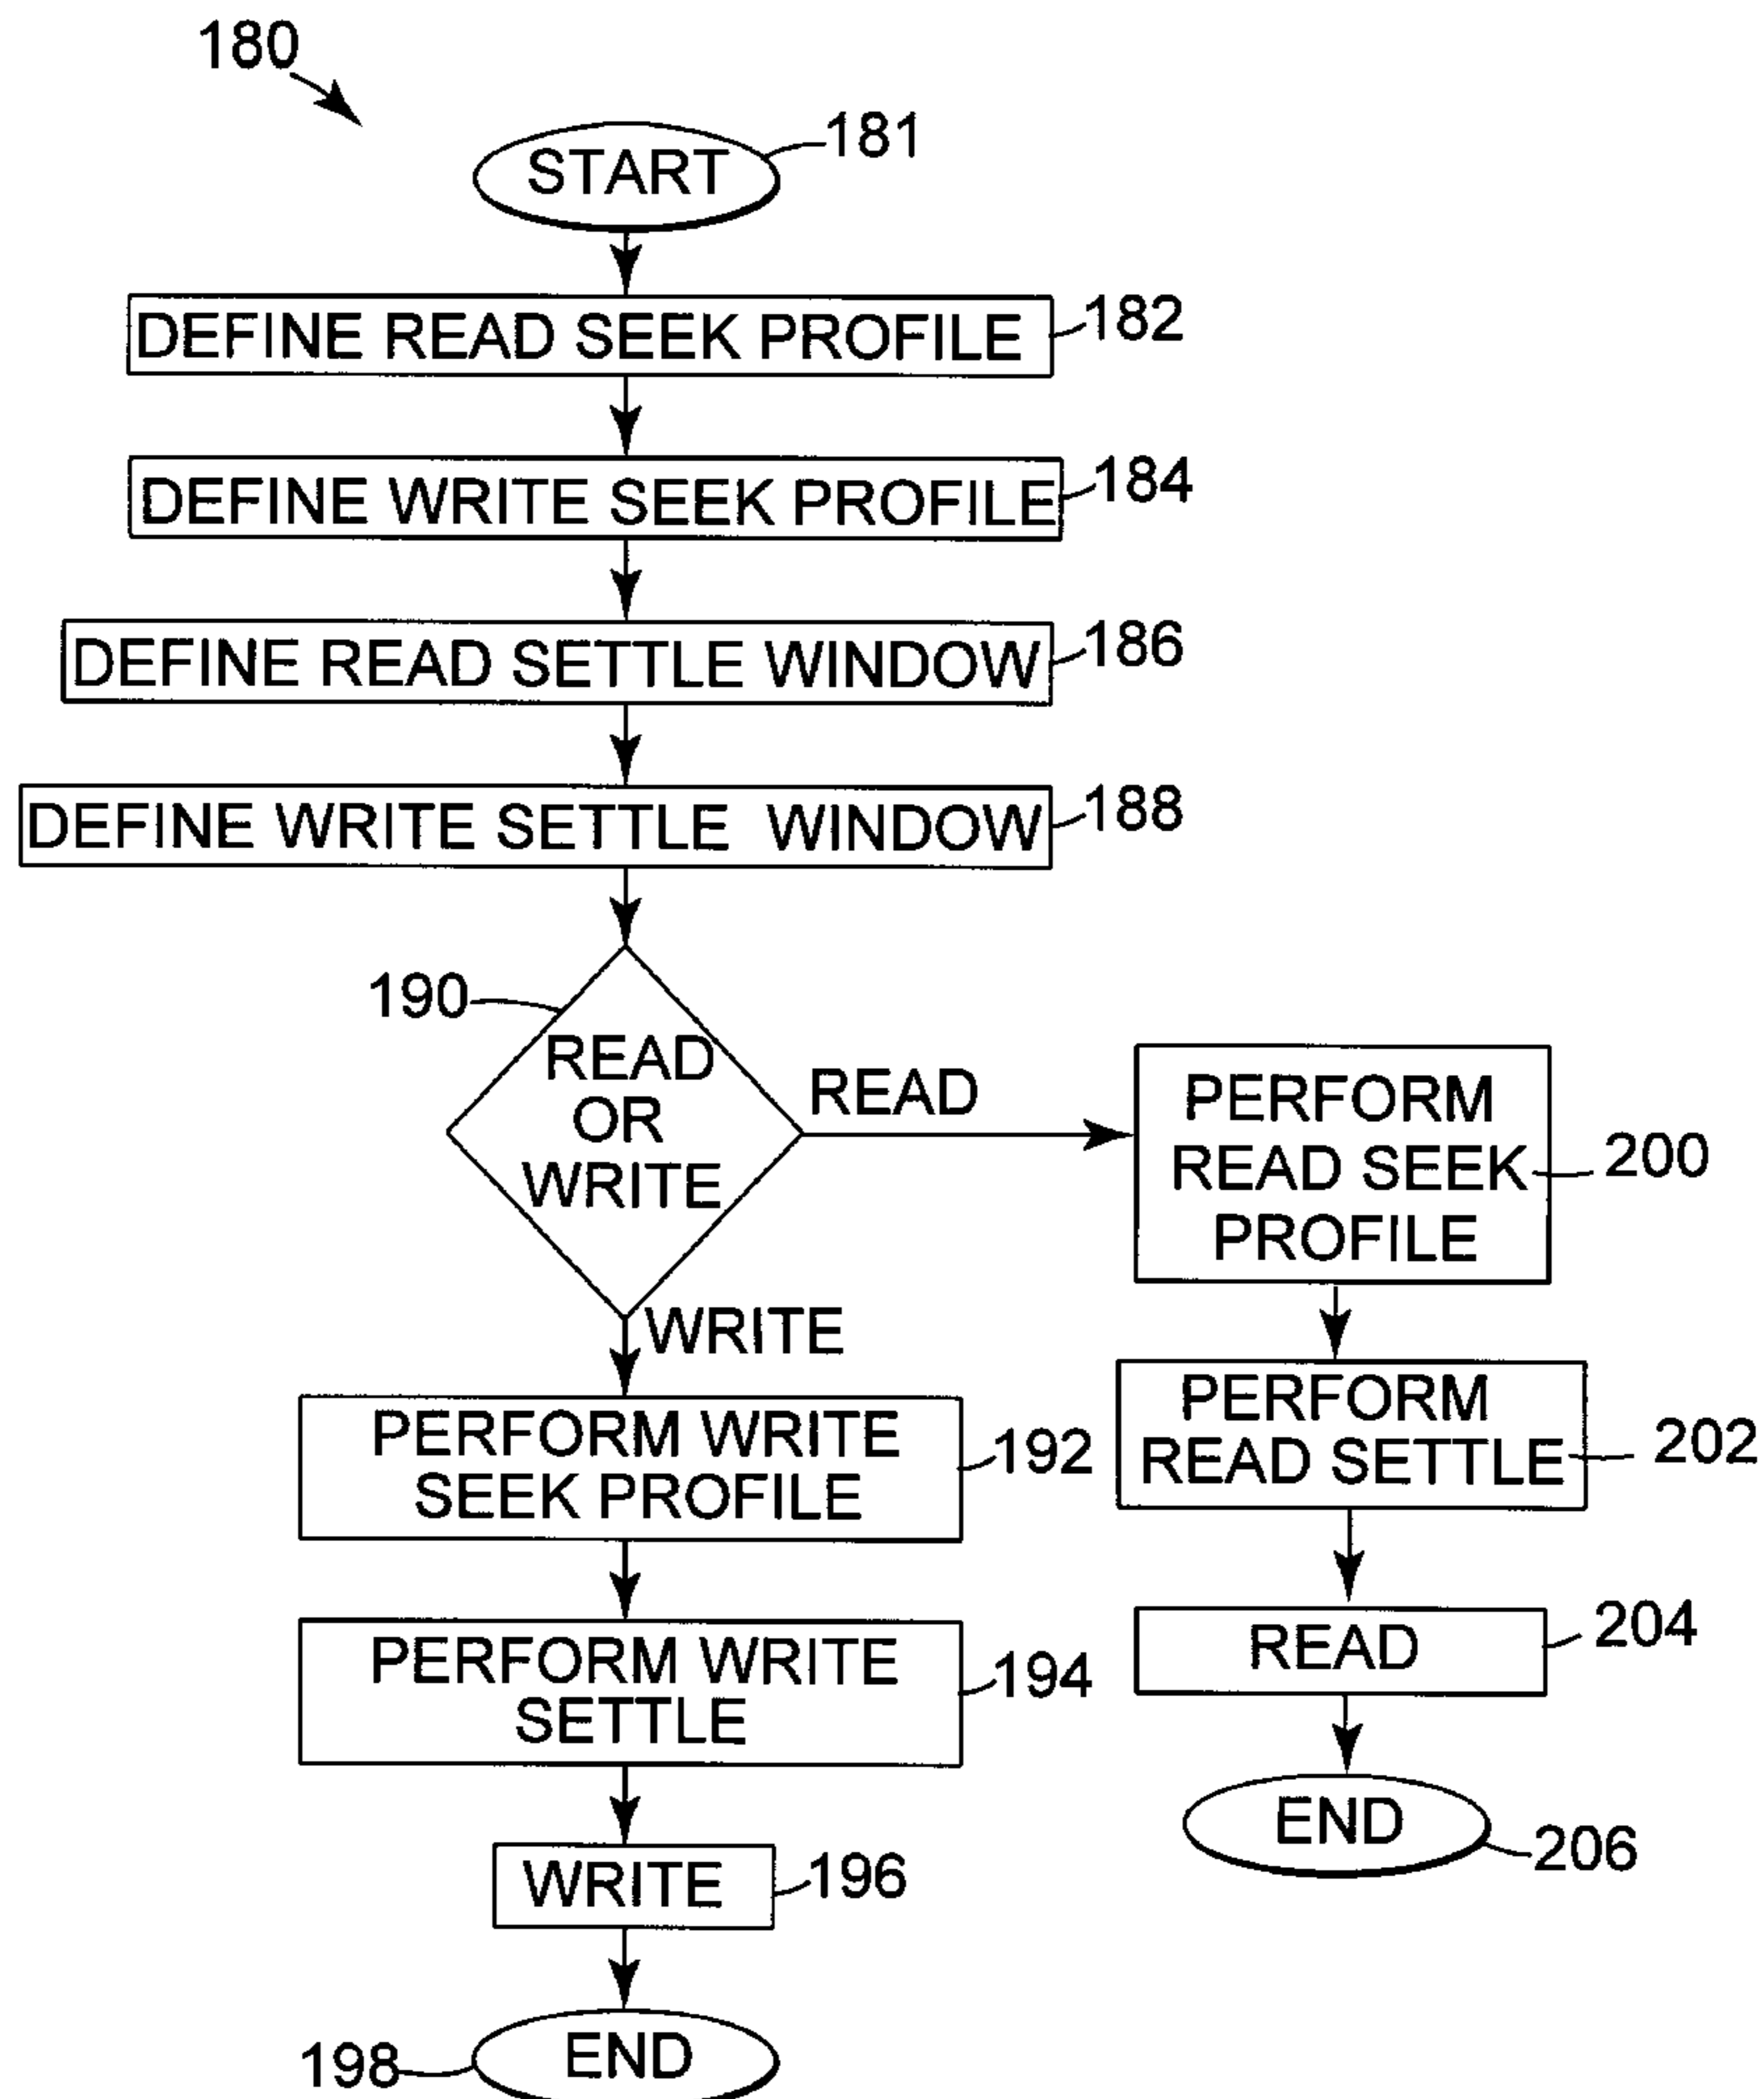 180
START
181
DEFINE READ SEEK PROFILE
182
DEFINE WRITE SEEK PROFILE
184
DEFINE READ SETTLE WINDOW
186
DEFINE WRITE SETTLE WINDOW
188
190
READ
OR
WRITE
READ
WRITE
PERFORM
READ SEEK
PROFILE
200
PERFORM
READ SETTLE
202
READ
204
END
206
PERFORM WRITE
SEEK PROFILE
192
PERFORM WRITE
SETTLE
194
WRITE
196
END
198